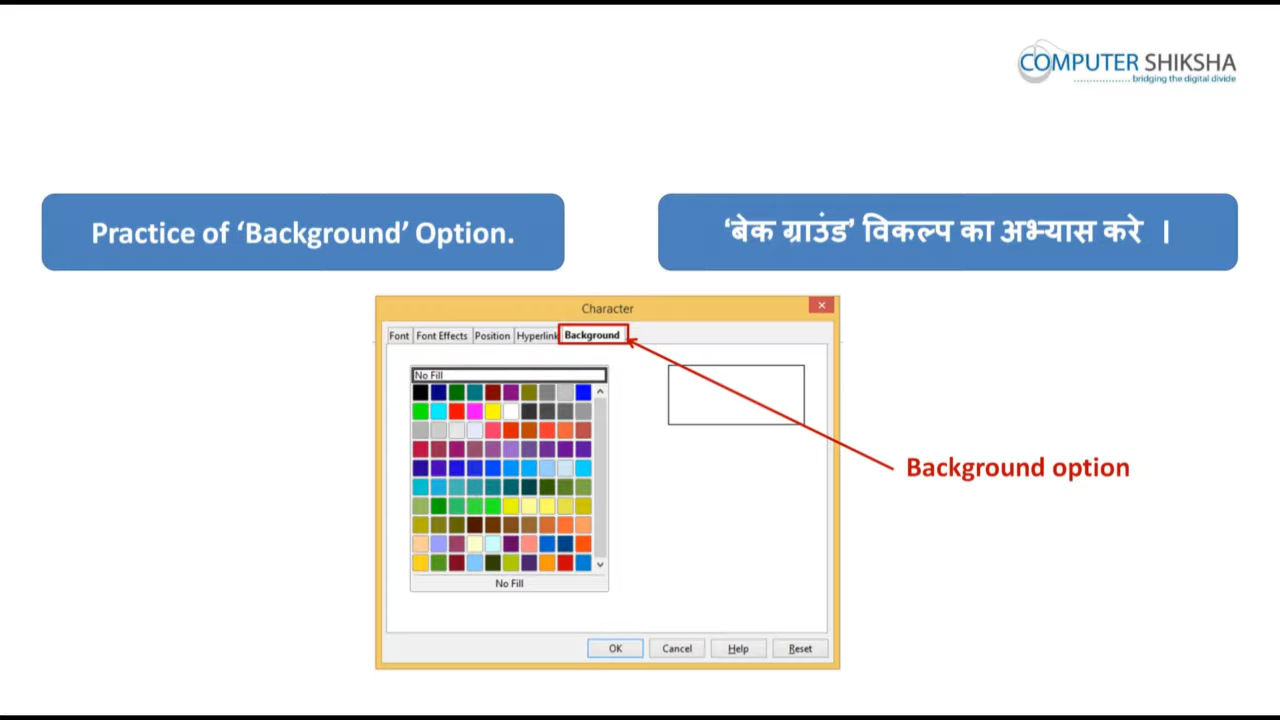 COMPUTER SHIKSHA
bridging the digital divide
Practice of ‘Background’ Option.
‘बेक ग्राउंड’ विकल्प का अभ्यास करे ।
Character
Font Font Effects Position Hyperlink Background
No Fill
Background option
No Fill
OK Cancel Help Reset